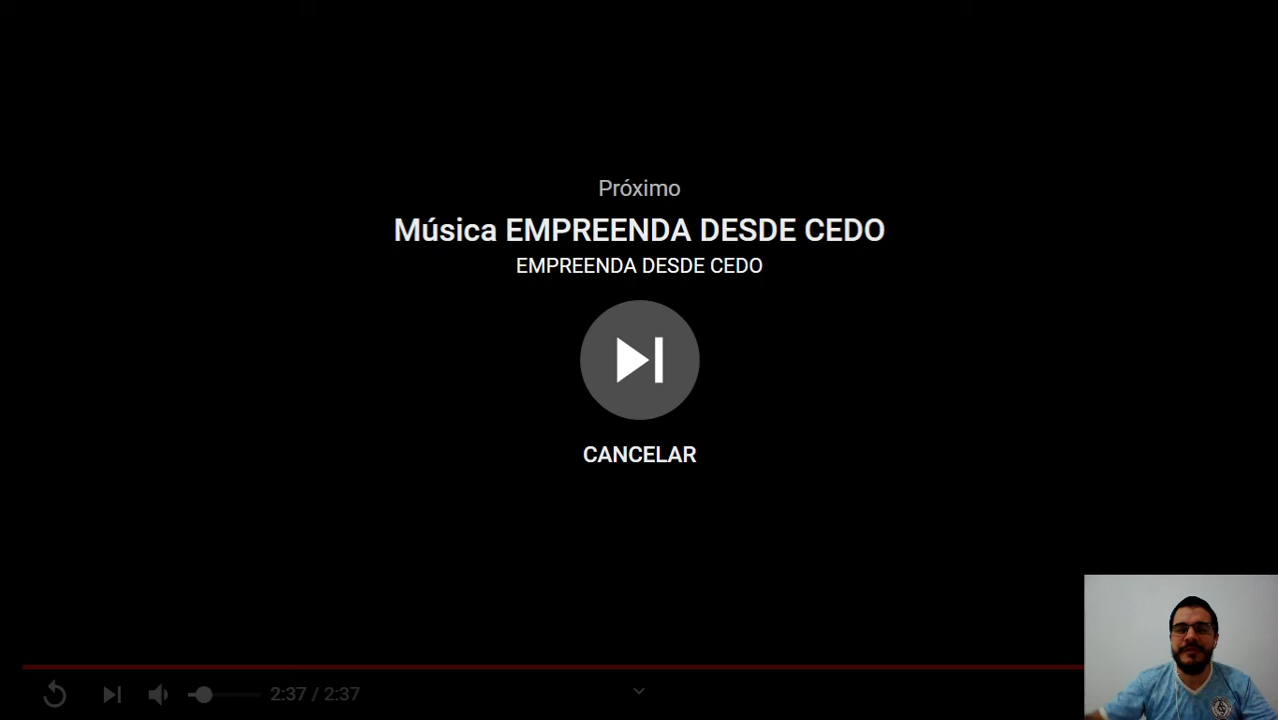 Próximo
Música EMPREENDA DESDE CEDO
EMPREENDA DESDE CEDO
CANCELAR
2:37 / 2:37